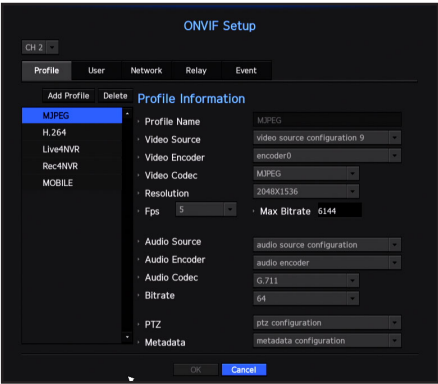 ONVIF Setup
CH 2
Profile User Network Relay Event
Add Profile Delete Profile Information
MJPEG
H.264
Live4NVR
Rec4NVR
MOBILE
Profile Name MJPEG
Video Source video source configuration 9
Video Encoder encoder0
Video Codec MJPEG
Resolution 2048X1536
Fps 5 Max Bitrate 6144
Audio Source audio source configuration
Audio Encoder audio encoder
Audio Codec G.711
Bitrate 64
PTZ ptz configuration
Metadata metadata configuration
OK Cancel